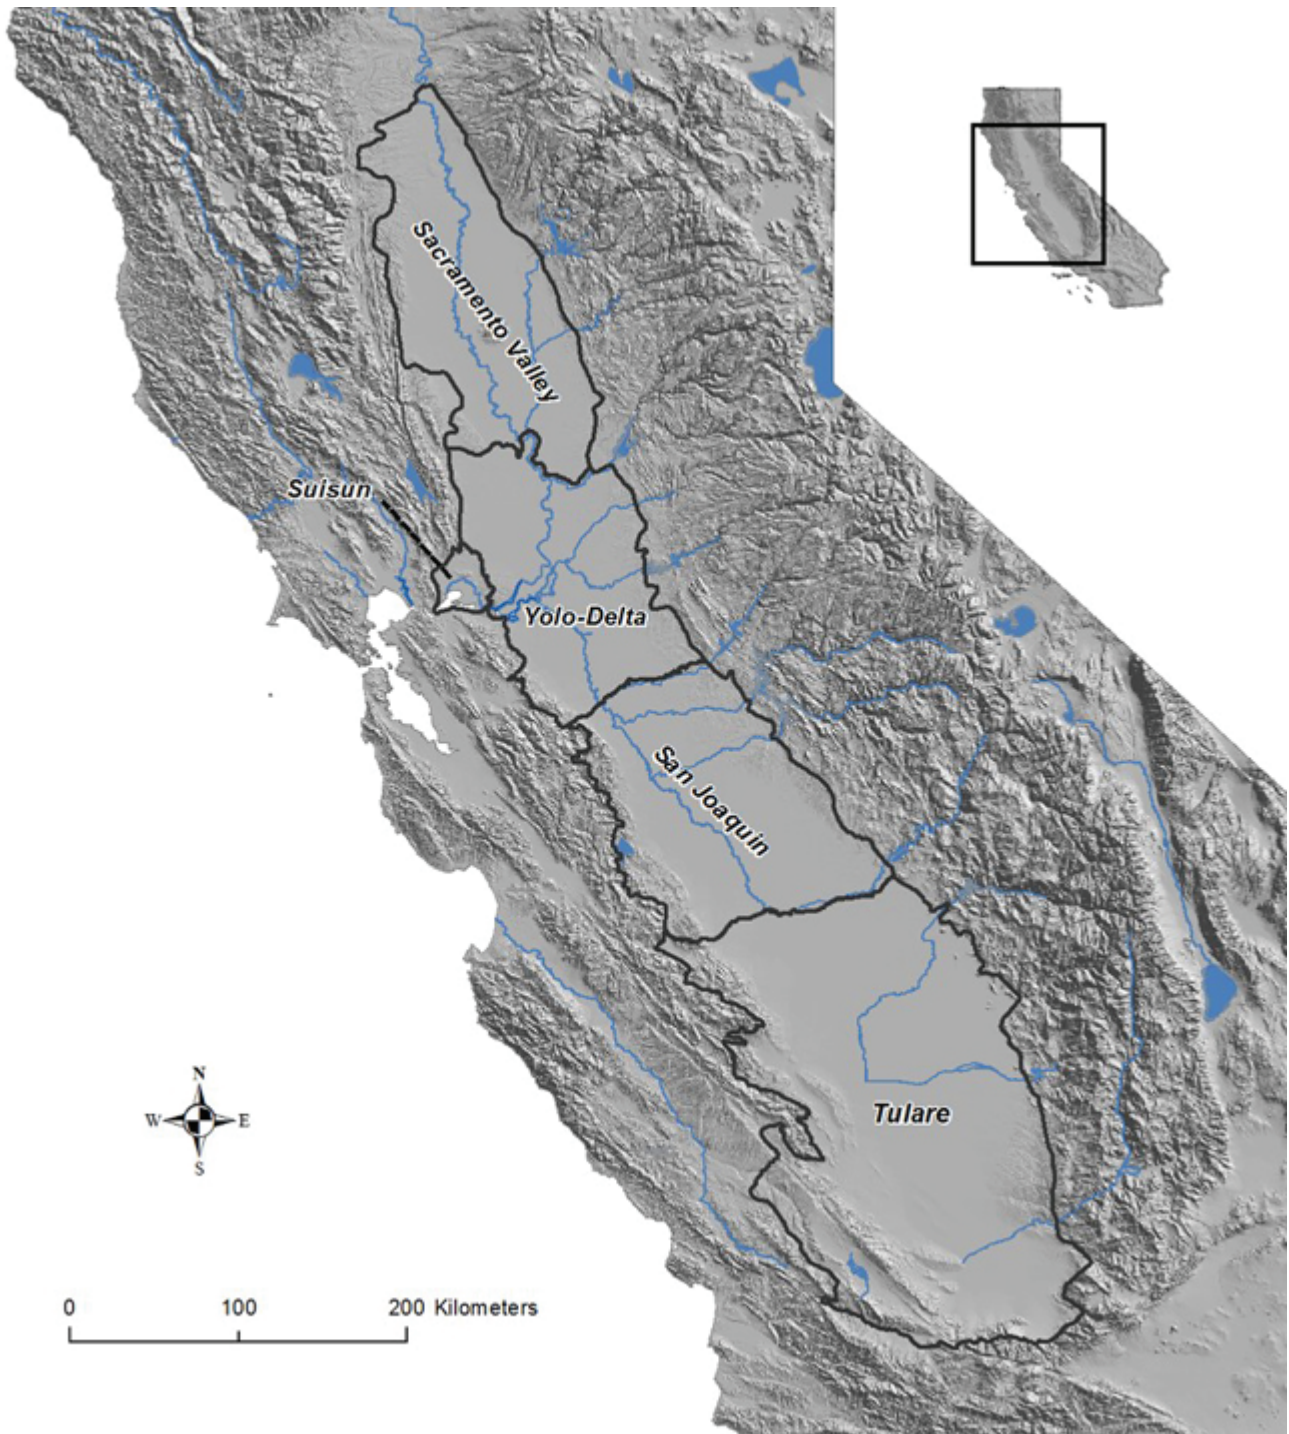 Sacramento Valley
Suisun
Yolo-Delta
San Joaquin
Tulare
N
W E
S
0 100 200 Kilometers